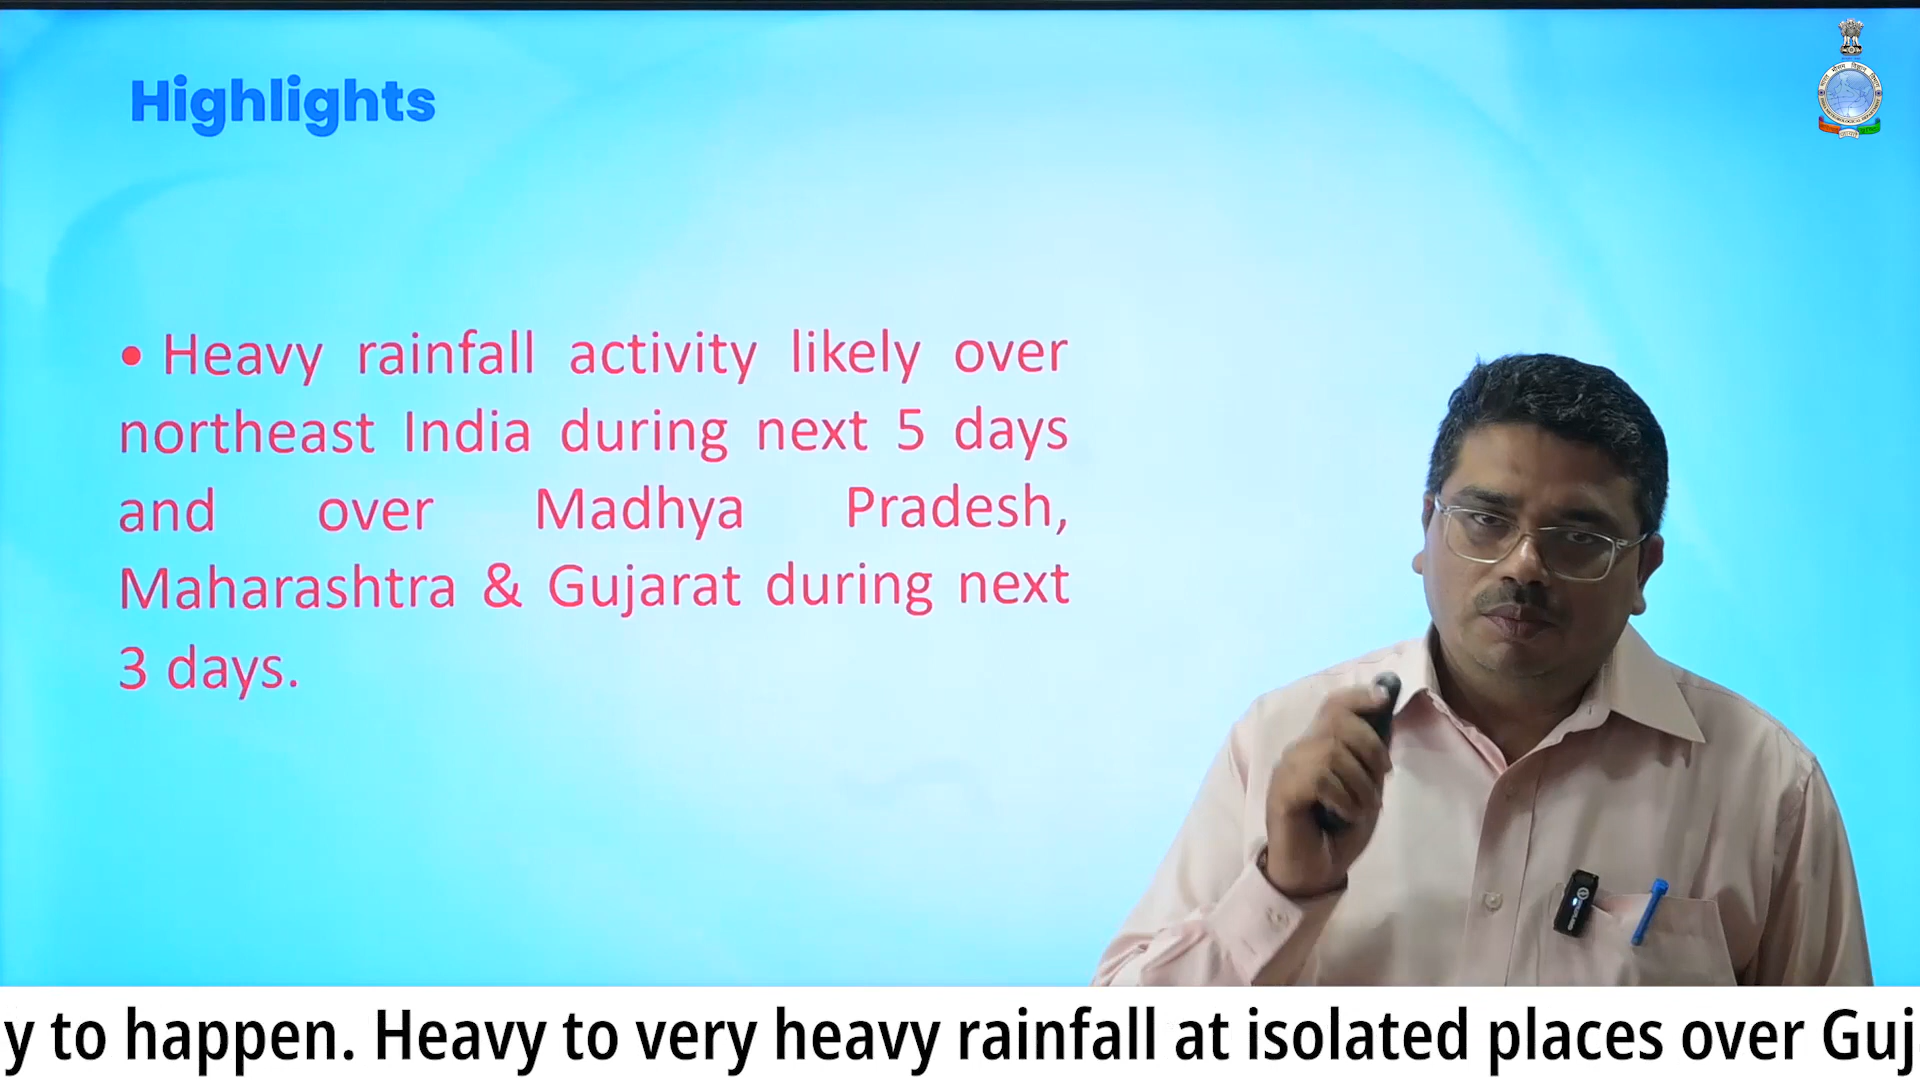 Highlights
• Heavy rainfall activity likely over
northeast India during next 5 days
and over Madhya Pradesh,
Maharashtra & Gujarat during next
3 days.
y to happen. Heavy to very heavy rainfall at isolated places over Guj